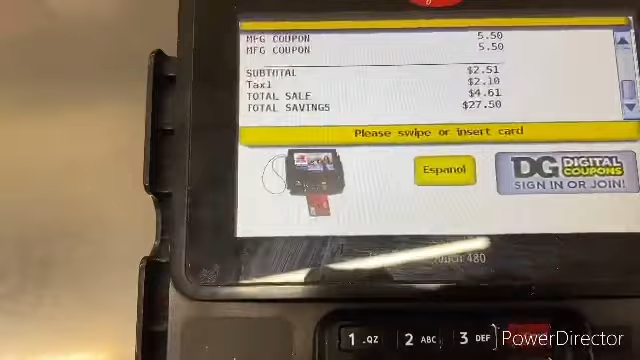 MFG COUPON 5.50
MFG COUPON 5.50
SUBTOTAL $2.51
Tax1 $2.10
TOTAL SALE $4.61
TOTAL SAVINGS $27.50
Please swipe or insert card
Espanol
DG DIGITAL COUPONS
SIGN IN OR JOIN!
Touch 480
1 .QZ 2 ABC 3 DEF
PowerDirector